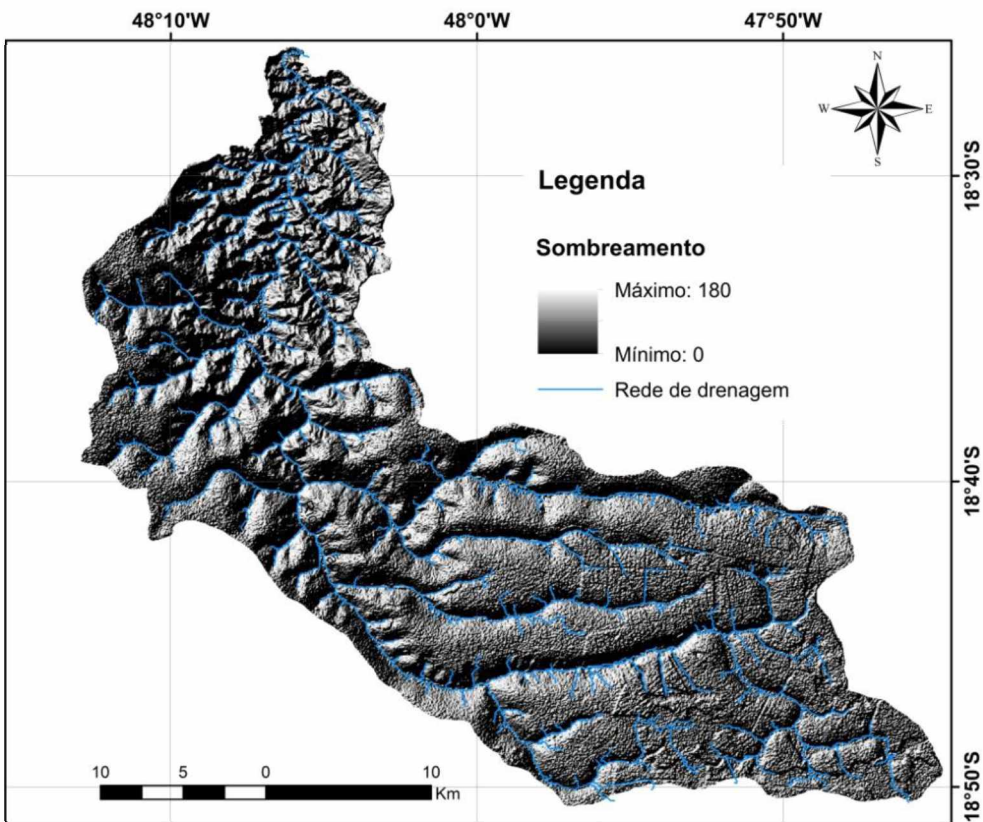 48°10'W 48°0'W 47°50'W
N
W E
S
18°30'S
Legenda
Sombreamento
Máximo: 180
Mínimo: 0
Rede de drenagem
18°40'S
10 5 0 10
Km
18°50'S